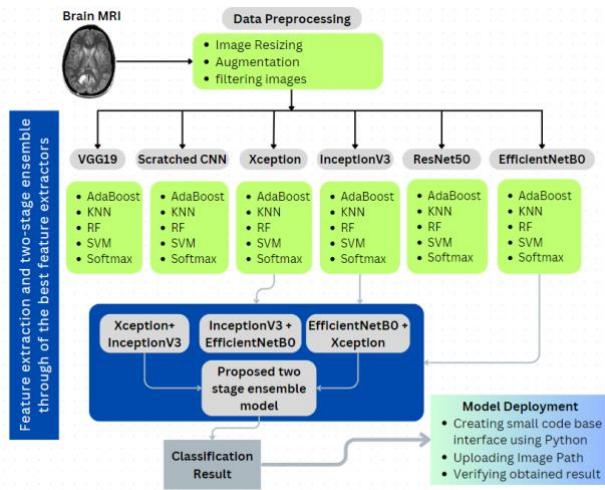 Brain MRI
Data Preprocessing
Image Resizing
Augmentation
filtering images
Feature extraction and two-stage ensemble
through of the best feature extractors
VGG19
Scratched CNN
Xception
InceptionV3
ResNet50
EfficientNetB0
AdaBoost
KNN
RF
SVM
Softmax
AdaBoost
KNN
RF
SVM
Softmax
AdaBoost
KNN
RF
SVM
Softmax
AdaBoost
KNN
RF
SVM
Softmax
AdaBoost
KNN
RF
SVM
Softmax
AdaBoost
KNN
RF
SVM
Softmax
Xception+
InceptionV3
InceptionV3 +
EfficientNetB0
EfficientNetB0 +
Xception
Proposed two
stage ensemble
model
Classification
Result
Model Deployment
Creating small code base
interface using Python
Uploading Image Path
Verifying obtained result